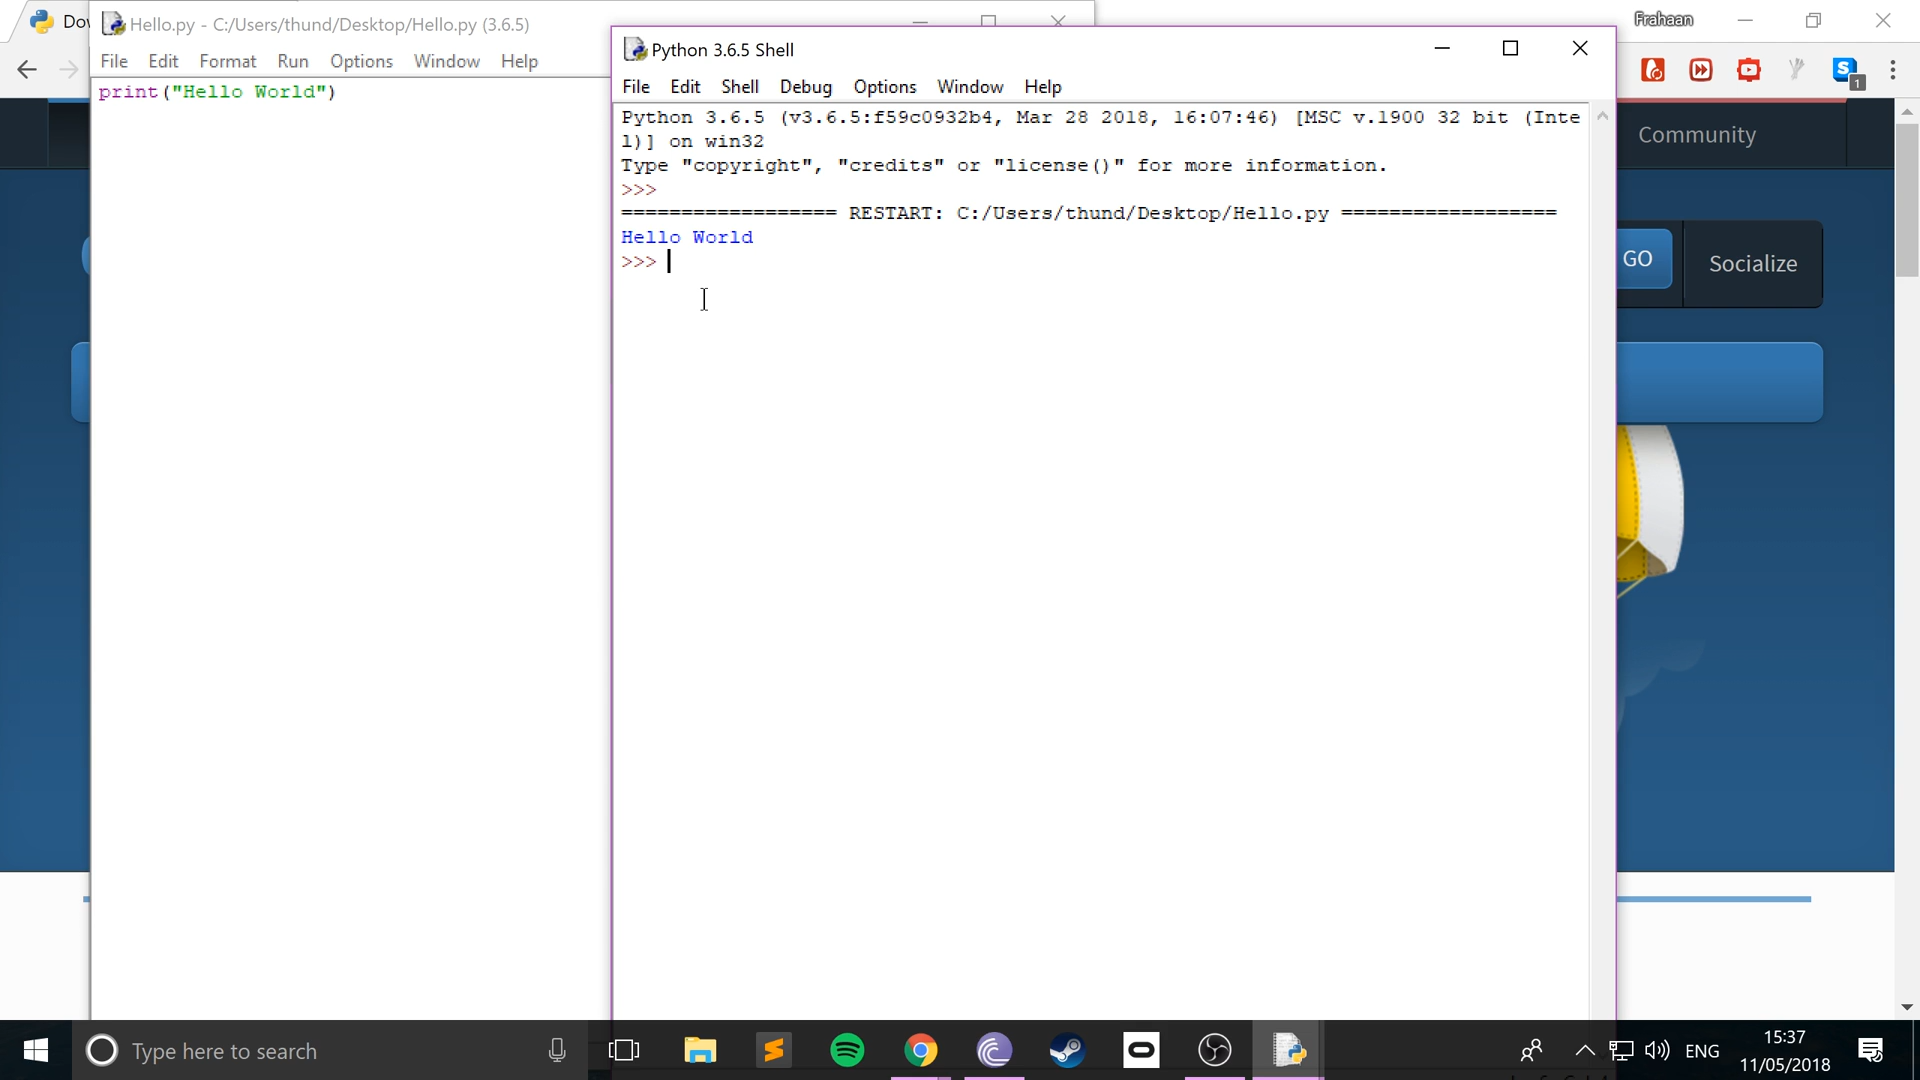 Dow
Frahaan
Hello.py - C:/Users/thund/Desktop/Hello.py (3.6.5)
File Edit Format Run Options Window Help
print("Hello World")
Python 3.6.5 Shell
File Edit Shell Debug Options Window Help
Python 3.6.5 (v3.6.5:f59c0932b4, Mar 28 2018, 16:07:46) [MSC v.1900 32 bit (Inte
l)] on win32
Type "copyright", "credits" or "license()" for more information.
>>>
================== RESTART: C:/Users/thund/Desktop/Hello.py ==================
Hello World
>>>
S
1
Community
GO
Socialize
Type here to search
ENG
15:37
11/05/2018